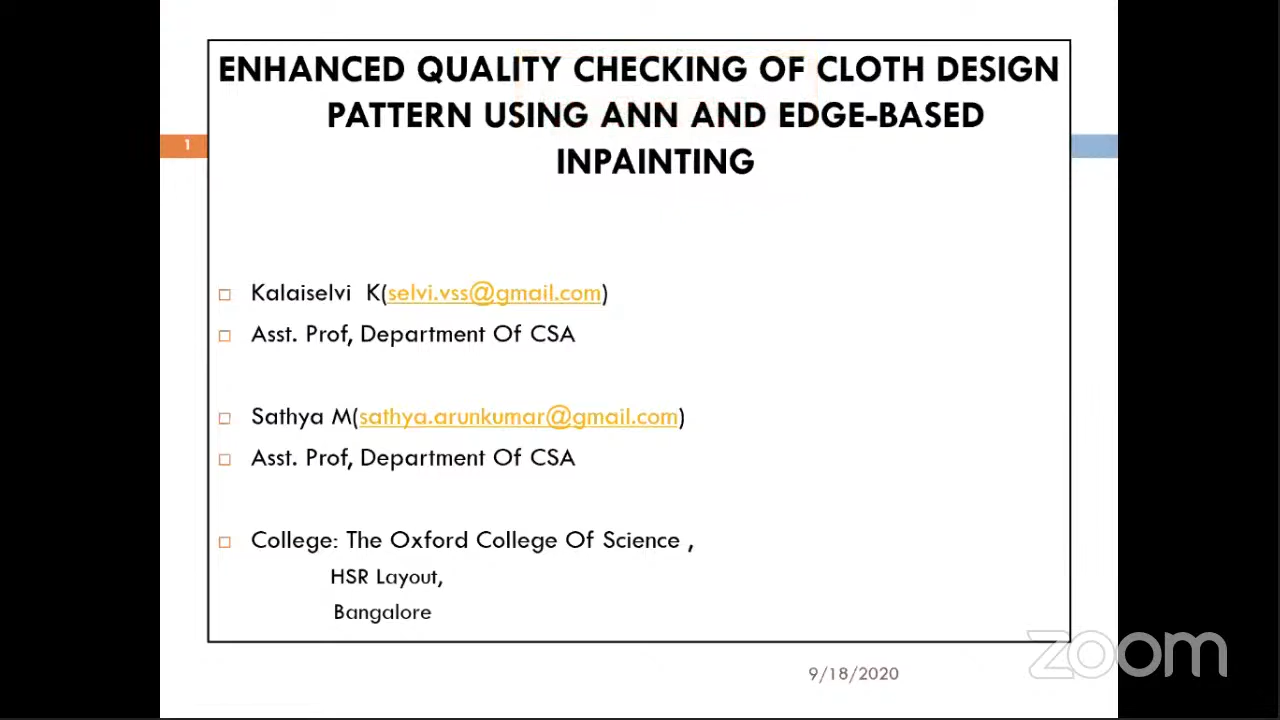 ENHANCED QUALITY CHECKING OF CLOTH DESIGN
PATTERN USING ANN AND EDGE-BASED
INPAINTING
1
Kalaiselvi K(selvi.vss@gmail.com)
Asst. Prof, Department Of CSA
Sathya M(sathya.arunkumar@gmail.com)
Asst. Prof, Department Of CSA
College: The Oxford College Of Science ,
HSR Layout,
Bangalore
zoom
9/18/2020